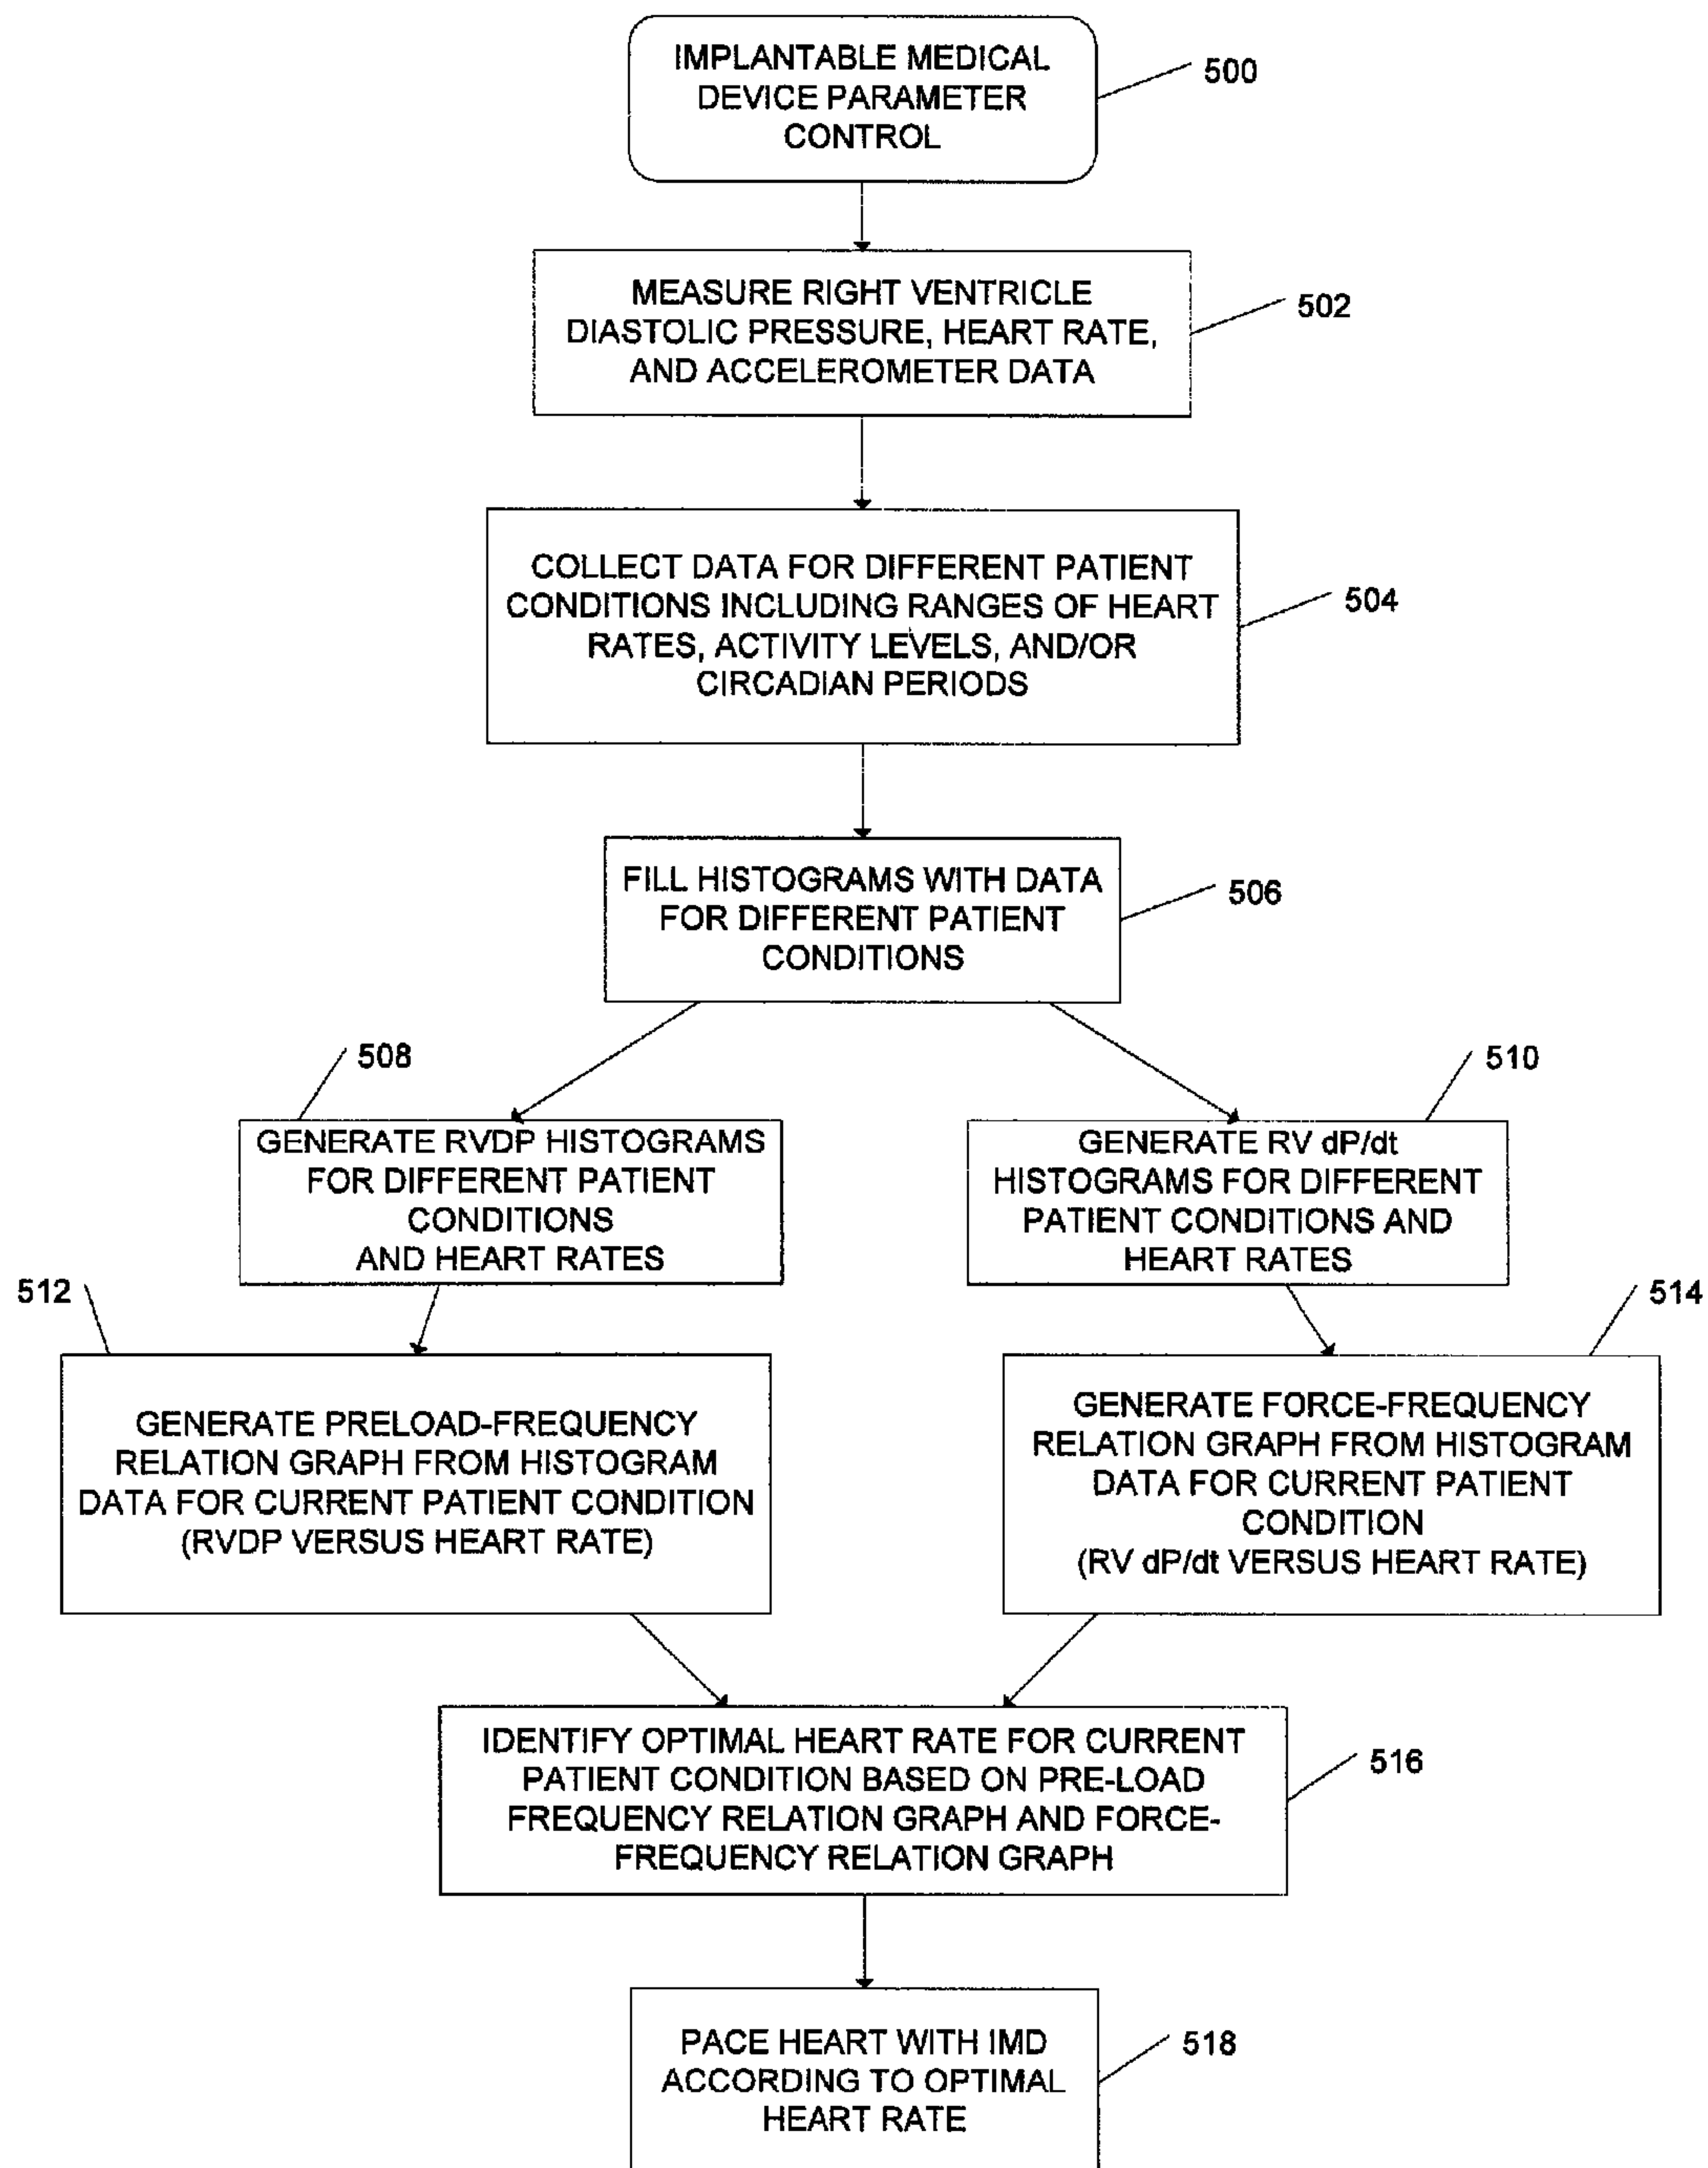 IMPLANTABLE MEDICAL
DEVICE PARAMETER
CONTROL
500
MEASURE RIGHT VENTRICLE
DIASTOLIC PRESSURE, HEART RATE,
AND ACCELEROMETER DATA
502
COLLECT DATA FOR DIFFERENT PATIENT
CONDITIONS INCLUDING RANGES OF HEART
RATES, ACTIVITY LEVELS, AND/OR
CIRCADIAN PERIODS
504
FILL HISTOGRAMS WITH DATA
FOR DIFFERENT PATIENT
CONDITIONS
506
508
GENERATE RVDP HISTOGRAMS
FOR DIFFERENT PATIENT
CONDITIONS
AND HEART RATES
510
GENERATE RV dP/dt
HISTOGRAMS FOR DIFFERENT
PATIENT CONDITIONS AND
HEART RATES
512
GENERATE PRELOAD-FREQUENCY
RELATION GRAPH FROM HISTOGRAM
DATA FOR CURRENT PATIENT CONDITION
(RVDP VERSUS HEART RATE)
514
GENERATE FORCE-FREQUENCY
RELATION GRAPH FROM HISTOGRAM
DATA FOR CURRENT PATIENT
CONDITION
(RV dP/dt VERSUS HEART RATE)
IDENTIFY OPTIMAL HEART RATE FOR CURRENT
PATIENT CONDITION BASED ON PRE-LOAD
FREQUENCY RELATION GRAPH AND FORCE-
FREQUENCY RELATION GRAPH
516
PACE HEART WITH IMD
ACCORDING TO OPTIMAL
HEART RATE
518